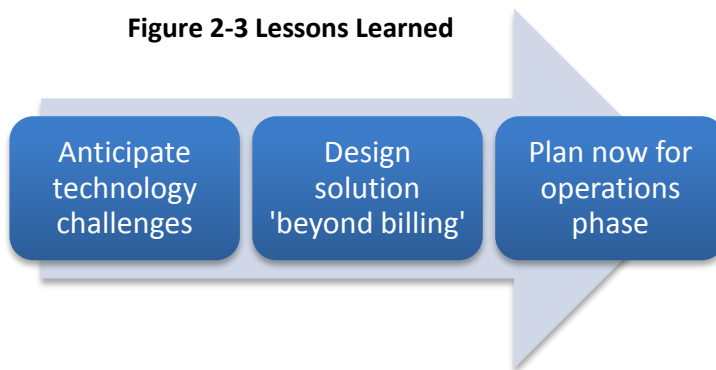 Figure 2-3 Lessons Learned
Anticipate
technology
challenges
Design
solution
'beyond billing'
Plan now for
operations
phase